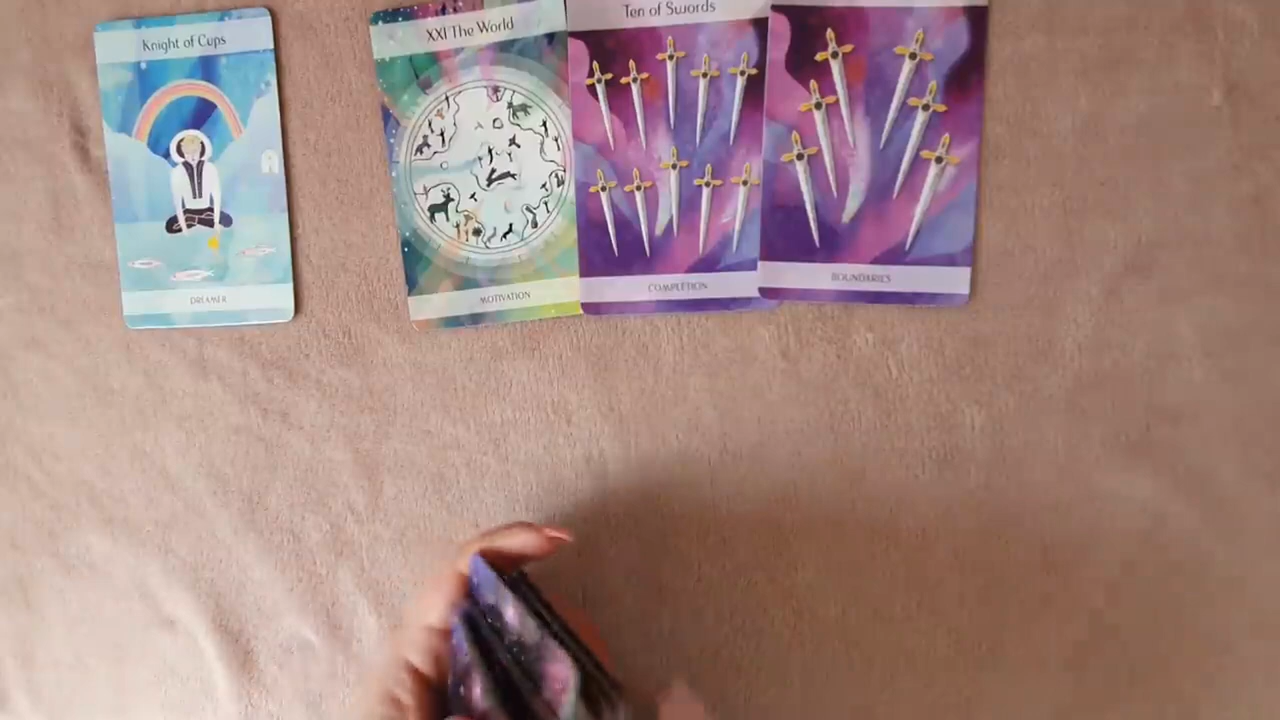 Knight of Cups
DREAMER
XXI The World
MOTIVATION
Ten of Swords
COMPLETION
BOUNDARIES